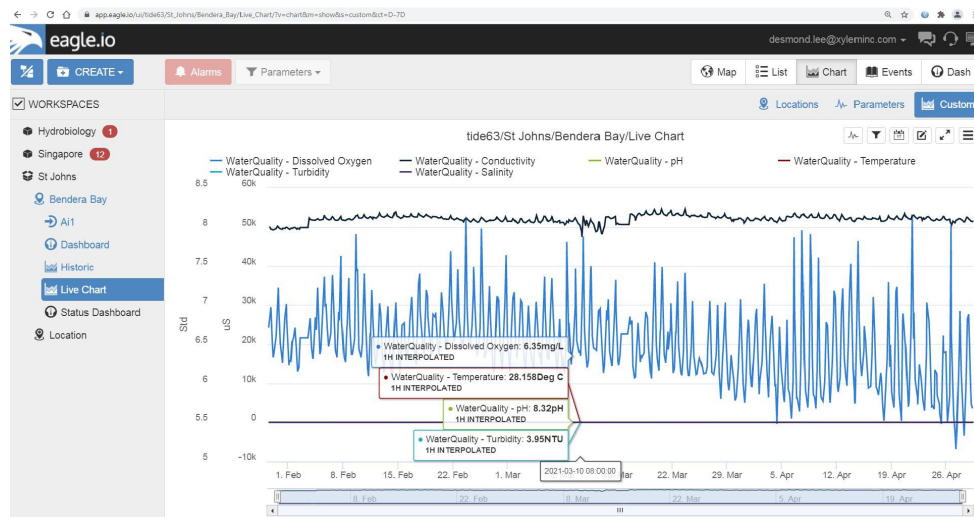 app.eagle.io/ui/tide63/St_Johns/Bendera_Bay/Live_Chart/?v=chart&m=show&s=custom&ct=D-7D
eagle.io
desmond.lee@xyleminc.com
CREATE
Alarms
Parameters
Map
List
Chart
Events
Dash
WORKSPACES
Locations
Parameters
Custom
Hydrobiology 1
Singapore 12
St Johns
Bendera Bay
Ai1
Dashboard
Historic
Live Chart
Status Dashboard
Location
tide63/St Johns/Bendera Bay/Live Chart
WaterQuality - Dissolved Oxygen
WaterQuality - Conductivity
WaterQuality - pH
WaterQuality - Temperature
WaterQuality - Turbidity
WaterQuality - Salinity
8.5 60k
8 50k
7.5 40k
7 30k
Std
uS
6.5 20k
6 10k
5.5 0
5 -10k
WaterQuality - Dissolved Oxygen: 6.35mg/L
1H INTERPOLATED
WaterQuality - Temperature: 28.158Deg C
1H INTERPOLATED
WaterQuality - pH: 8.32pH
1H INTERPOLATED
WaterQuality - Turbidity: 3.95NTU
1H INTERPOLATED
2021-03-10 08:00:00
1. Feb 8. Feb 15. Feb 22. Feb 1. Mar 22. Mar 29. Mar 5. Apr 12. Apr 19. Apr 26. Apr
8. Feb 22. Feb 8. Mar 22. Mar 5. Apr 19. Apr